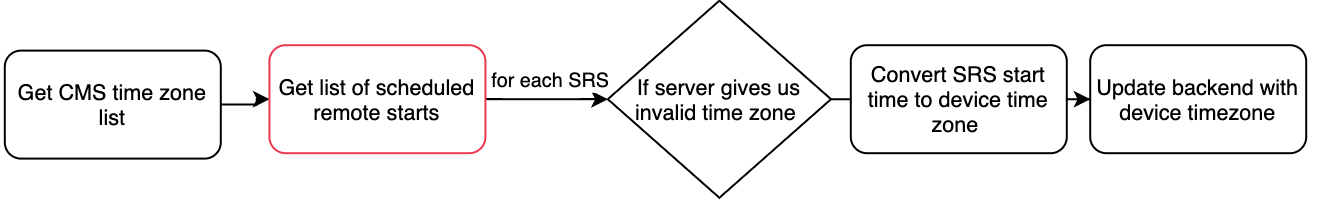 Get CMS time zone
list
Get list of scheduled
remote starts
for each SRS
If server gives us
invalid time zone
Convert SRS start
time to device time
zone
Update backend with
device timezone